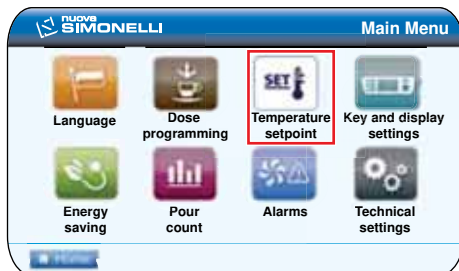 nuova
SIMONELLI
Main Menu
SET
Language
Dose
programming
Temperature
setpoint
Key and display
settings
Energy
saving
Pour
count
Alarms
Technical
settings
Home